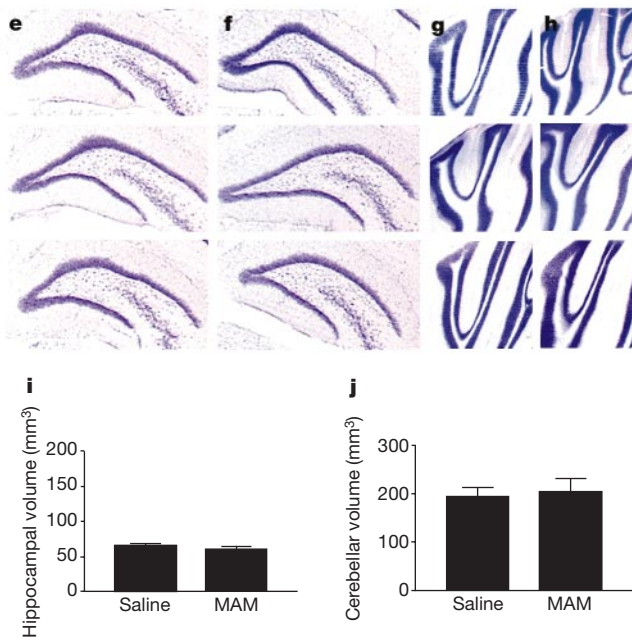 e f g h
i j
Hippocampal volume (mm³)
200
150
100
50
0
Saline MAM
Cerebellar volume (mm³)
300
200
100
0
Saline MAM